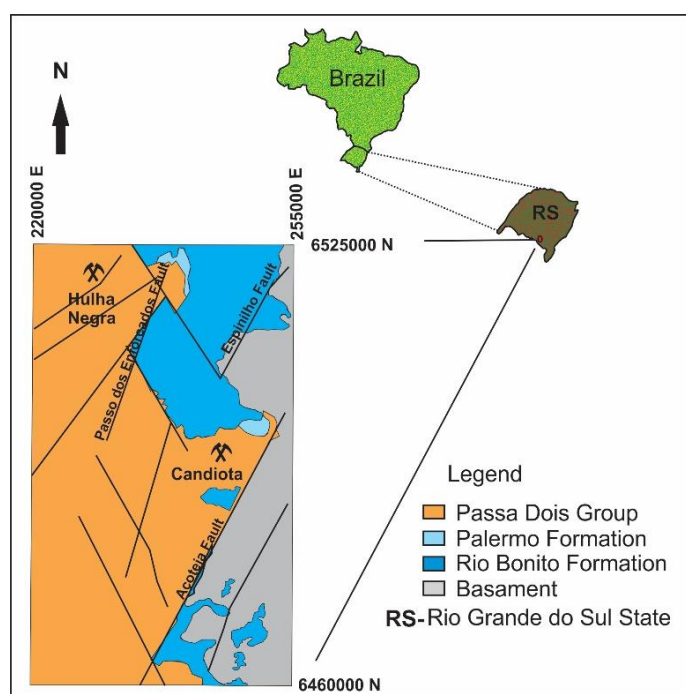 Brazil
N
220000 E
255000 E
RS
6525000 N
Hulha
Negra
Passo dos Enforcados Fault
Espinilho Fault
Candiota
Açoteia Fault
Legend
Passa Dois Group
Palermo Formation
Rio Bonito Formation
Basament
RS-Rio Grande do Sul State
6460000 N